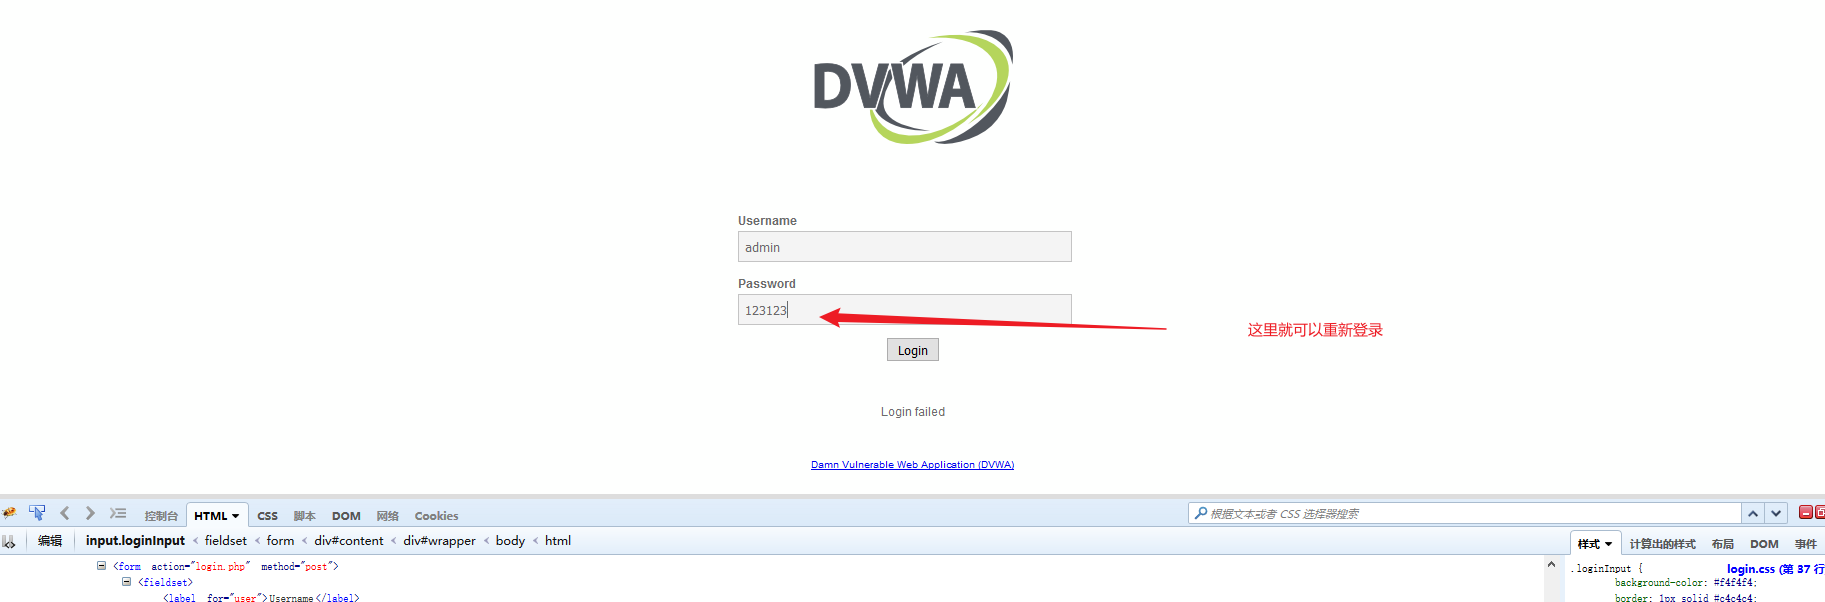 DVWA
Username
admin
Password
123123
这里就可以重新登录
Login
Login failed
Damn Vulnerable Web Application (DVWA)
控制台 HTML CSS 脚本 DOM 网络 Cookies 根据文本或者 CSS 选择器搜索
编辑 input.loginInput < fieldset < form < div#content < div#wrapper < body < html
样式 计算出的样式 布局 DOM 事件
<form action="login.php" method="post">
<fieldset>
<label for="user">Username</label>
.loginInput { login.css (第 37 行
background-color: #f4f4f4;
border: 1px solid #c4c4c4;